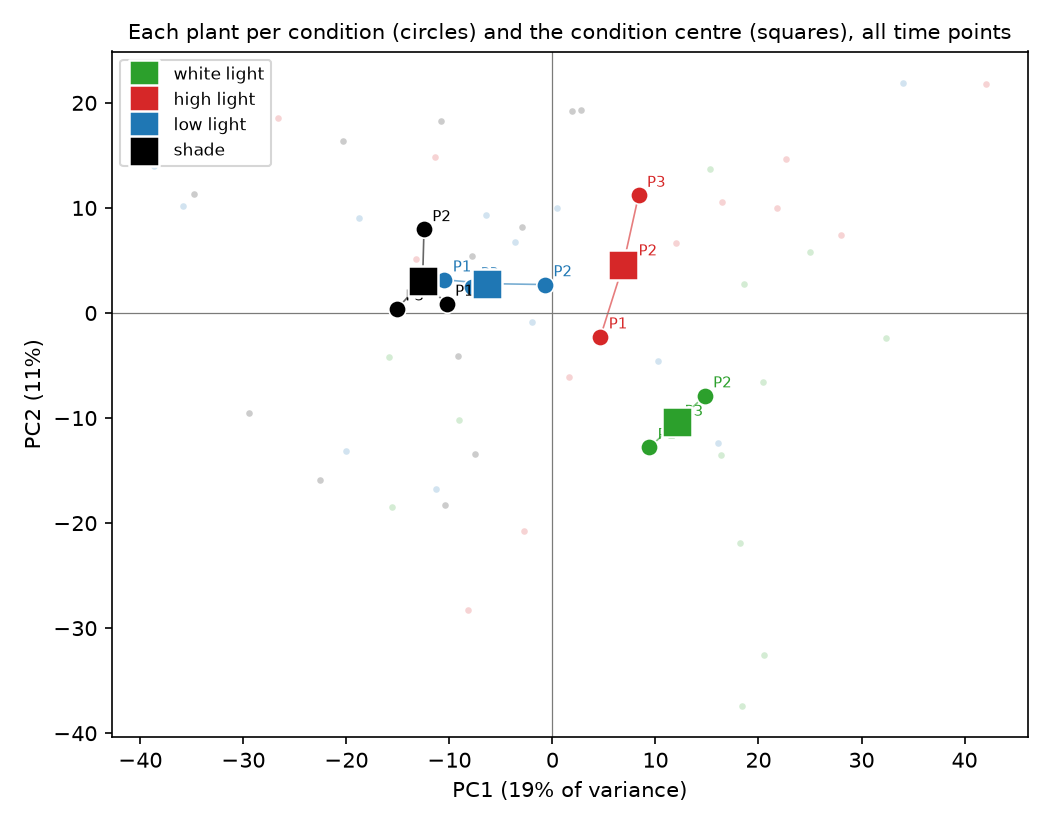 Each plant per condition (circles) and the condition centre (squares), all time points
white light
high light
low light
shade
P3
P2
P1
P2
P1
P2
P1
P2
PC2 (11%)
20
10
0
−10
−20
−30
−40
−40
−30
−20
−10
0
10
20
30
40
PC1 (19% of variance)